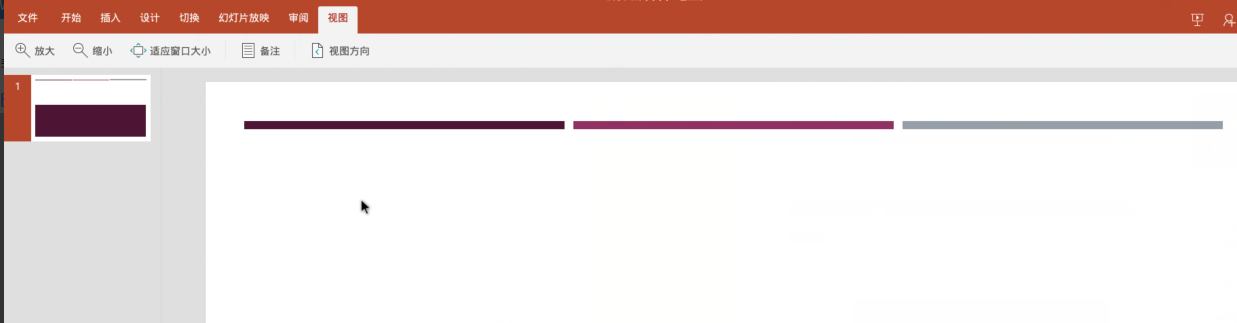 文件 开始 插入 设计 切换 幻灯片放映 审阅 视图
放大 缩小 适应窗口大小 备注 视图方向
1